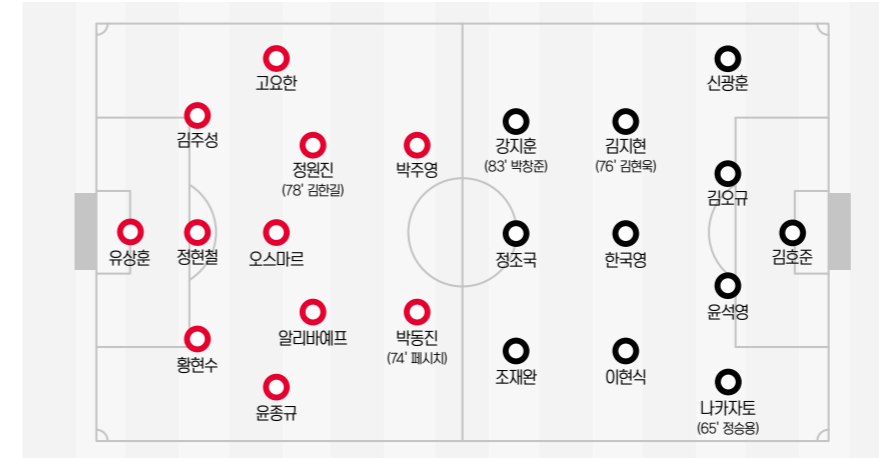 고요한
김주성
정원진
(78' 김한길)
박주영
유상훈
정현철
오스마르
알리바예프
박동진
(74' 페시치)
황현수
윤종규
신광훈
강지훈
(83' 박창준)
김지현
(76' 김현욱)
김오규
정조국
한국영
김호준
윤석영
조재완
이현식
나카자토
(65' 정승용)